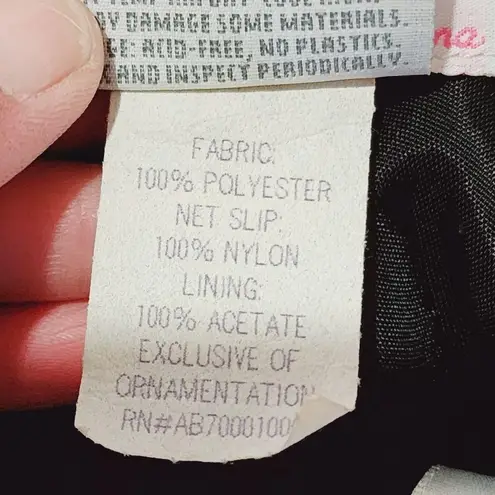 MAY DAMAGE SOME MATERIALS.
ACID-FREE, NO PLASTICS.
AND INSPECT PERIODICALLY
FABRIC:
100% POLYESTER
NET SLIP:
100% NYLON
LINING:
100% ACETATE
EXCLUSIVE OF
ORNAMENTATION
RN#AB7000100